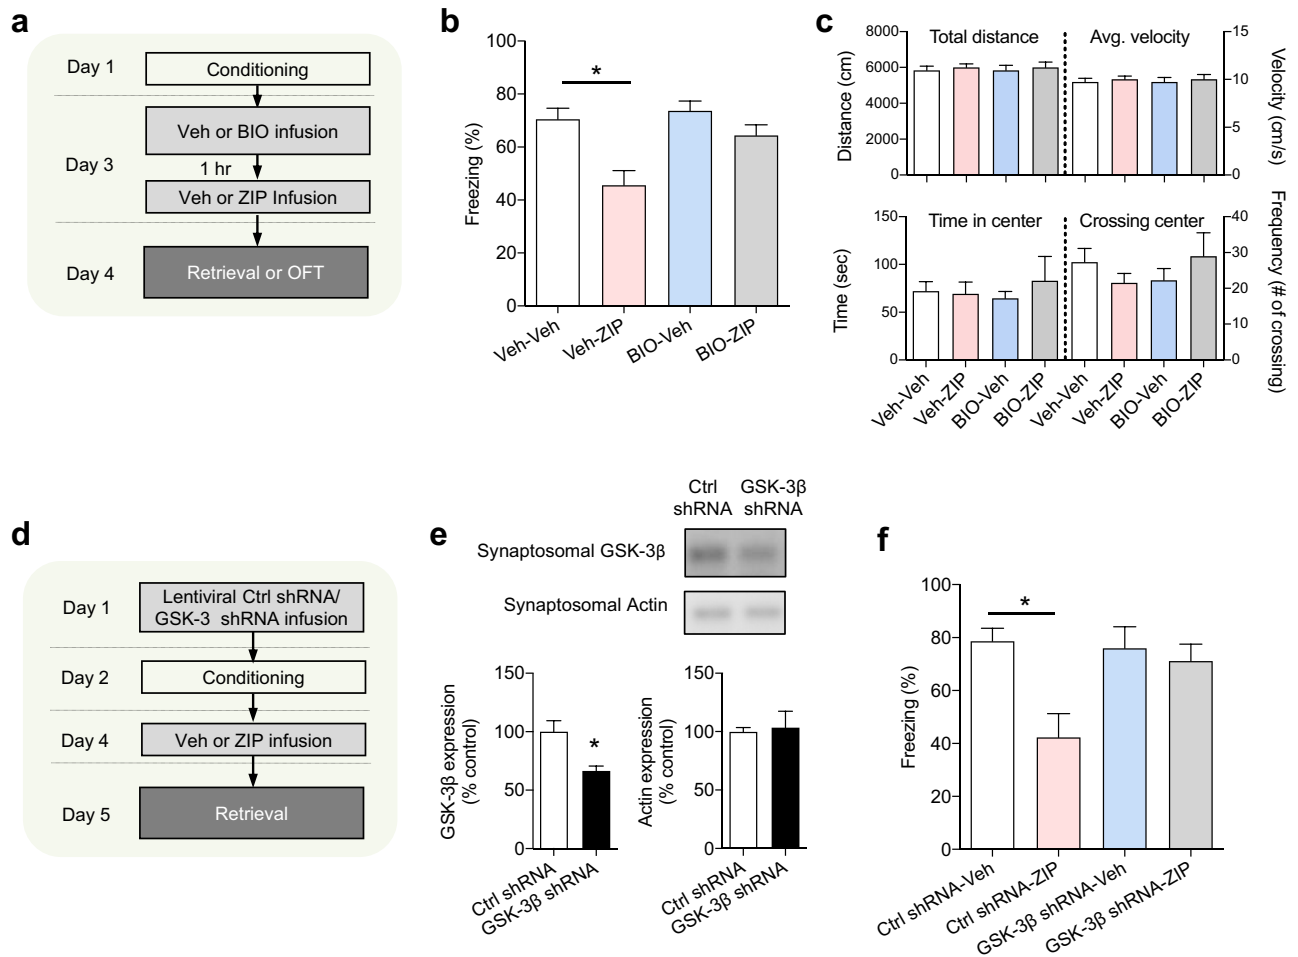 a
Day 1
Conditioning
Day 3
Veh or BIO infusion
1 hr
Veh or ZIP Infusion
Day 4
Retrieval or OFT
b
Freezing (%)
100
80
60
40
20
0
*
Veh-Veh
Veh-ZIP
BIO-Veh
BIO-ZIP
c
Total distance
Avg. velocity
Distance (cm)
8000
6000
4000
2000
0
15
10
5
0
Velocity (cm/s)
Time in center
Crossing center
Time (sec)
150
100
50
0
40
30
20
10
0
Frequency (# of crossing)
Veh-Veh
Veh-ZIP
BIO-Veh
BIO-ZIP
Veh-Veh
Veh-ZIP
BIO-Veh
BIO-ZIP
d
Day 1
Lentiviral Ctrl shRNA/
GSK-3 shRNA infusion
Day 2
Conditioning
Day 4
Veh or ZIP infusion
Day 5
Retrieval
e
Ctrl
shRNA
GSK-3β
shRNA
Synaptosomal GSK-3β
Synaptosomal Actin
GSK-3β expression
(% control)
150
100
50
0
*
Ctrl shRNA
GSK-3β shRNA
Actin expression
(% control)
150
100
50
0
Ctrl shRNA
GSK-3β shRNA
f
Freezing (%)
100
80
60
40
20
0
*
Ctrl shRNA-Veh
Ctrl shRNA-ZIP
GSK-3β shRNA-Veh
GSK-3β shRNA-ZIP